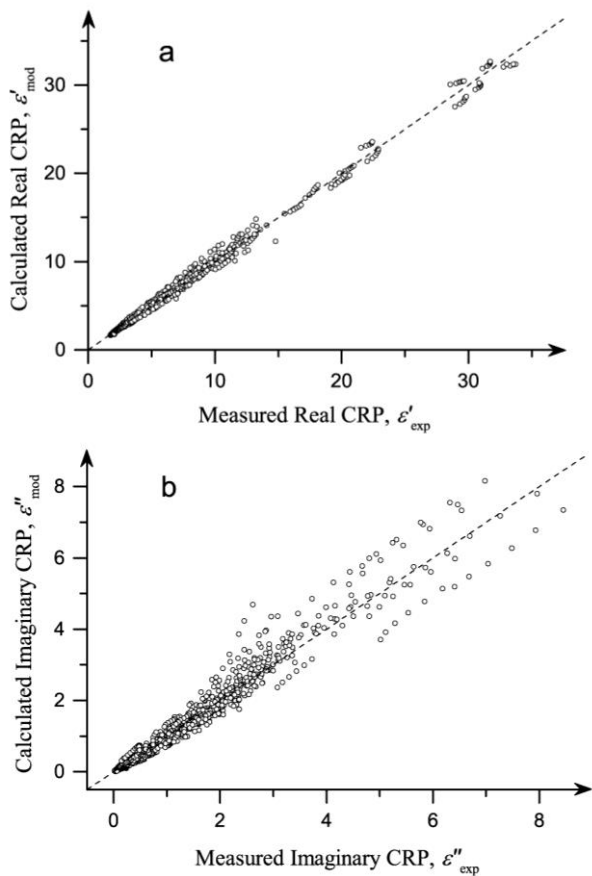 a
Calculated Real CRP, ε′mod
30
20
10
0
0 10 20 30
Measured Real CRP, ε′exp
b
Calculated Imaginary CRP, ε″mod
8
6
4
2
0
0 2 4 6 8
Measured Imaginary CRP, ε″exp